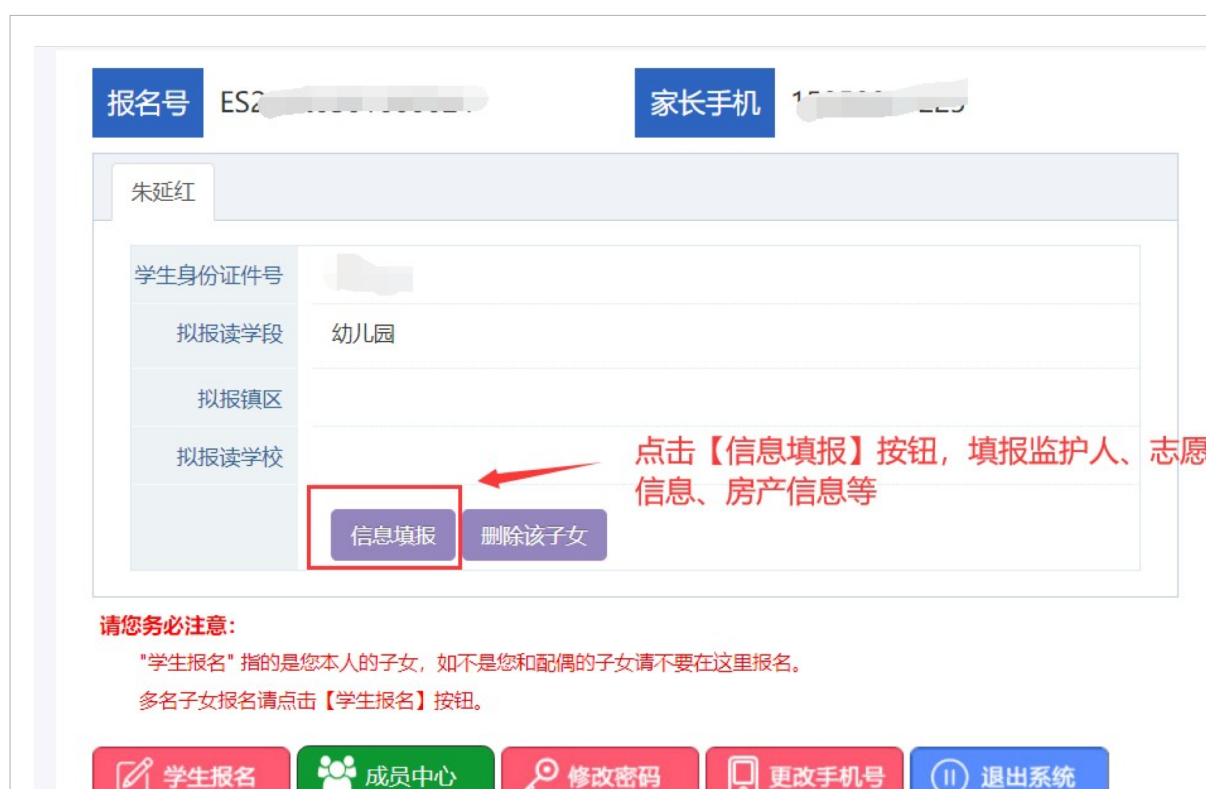 报名号 ES2 家长手机
朱延红
学生身份证件号
拟报读学段 幼儿园
拟报镇区
拟报读学校
点击【信息填报】按钮，填报监护人、志愿
信息、房产信息等
信息填报 删除该子女
请您务必注意：
"学生报名" 指的是您本人的子女，如不是您和配偶的子女请不要在这里报名。
多名子女报名请点击【学生报名】按钮。
学生报名 成员中心 修改密码 更改手机号 退出系统